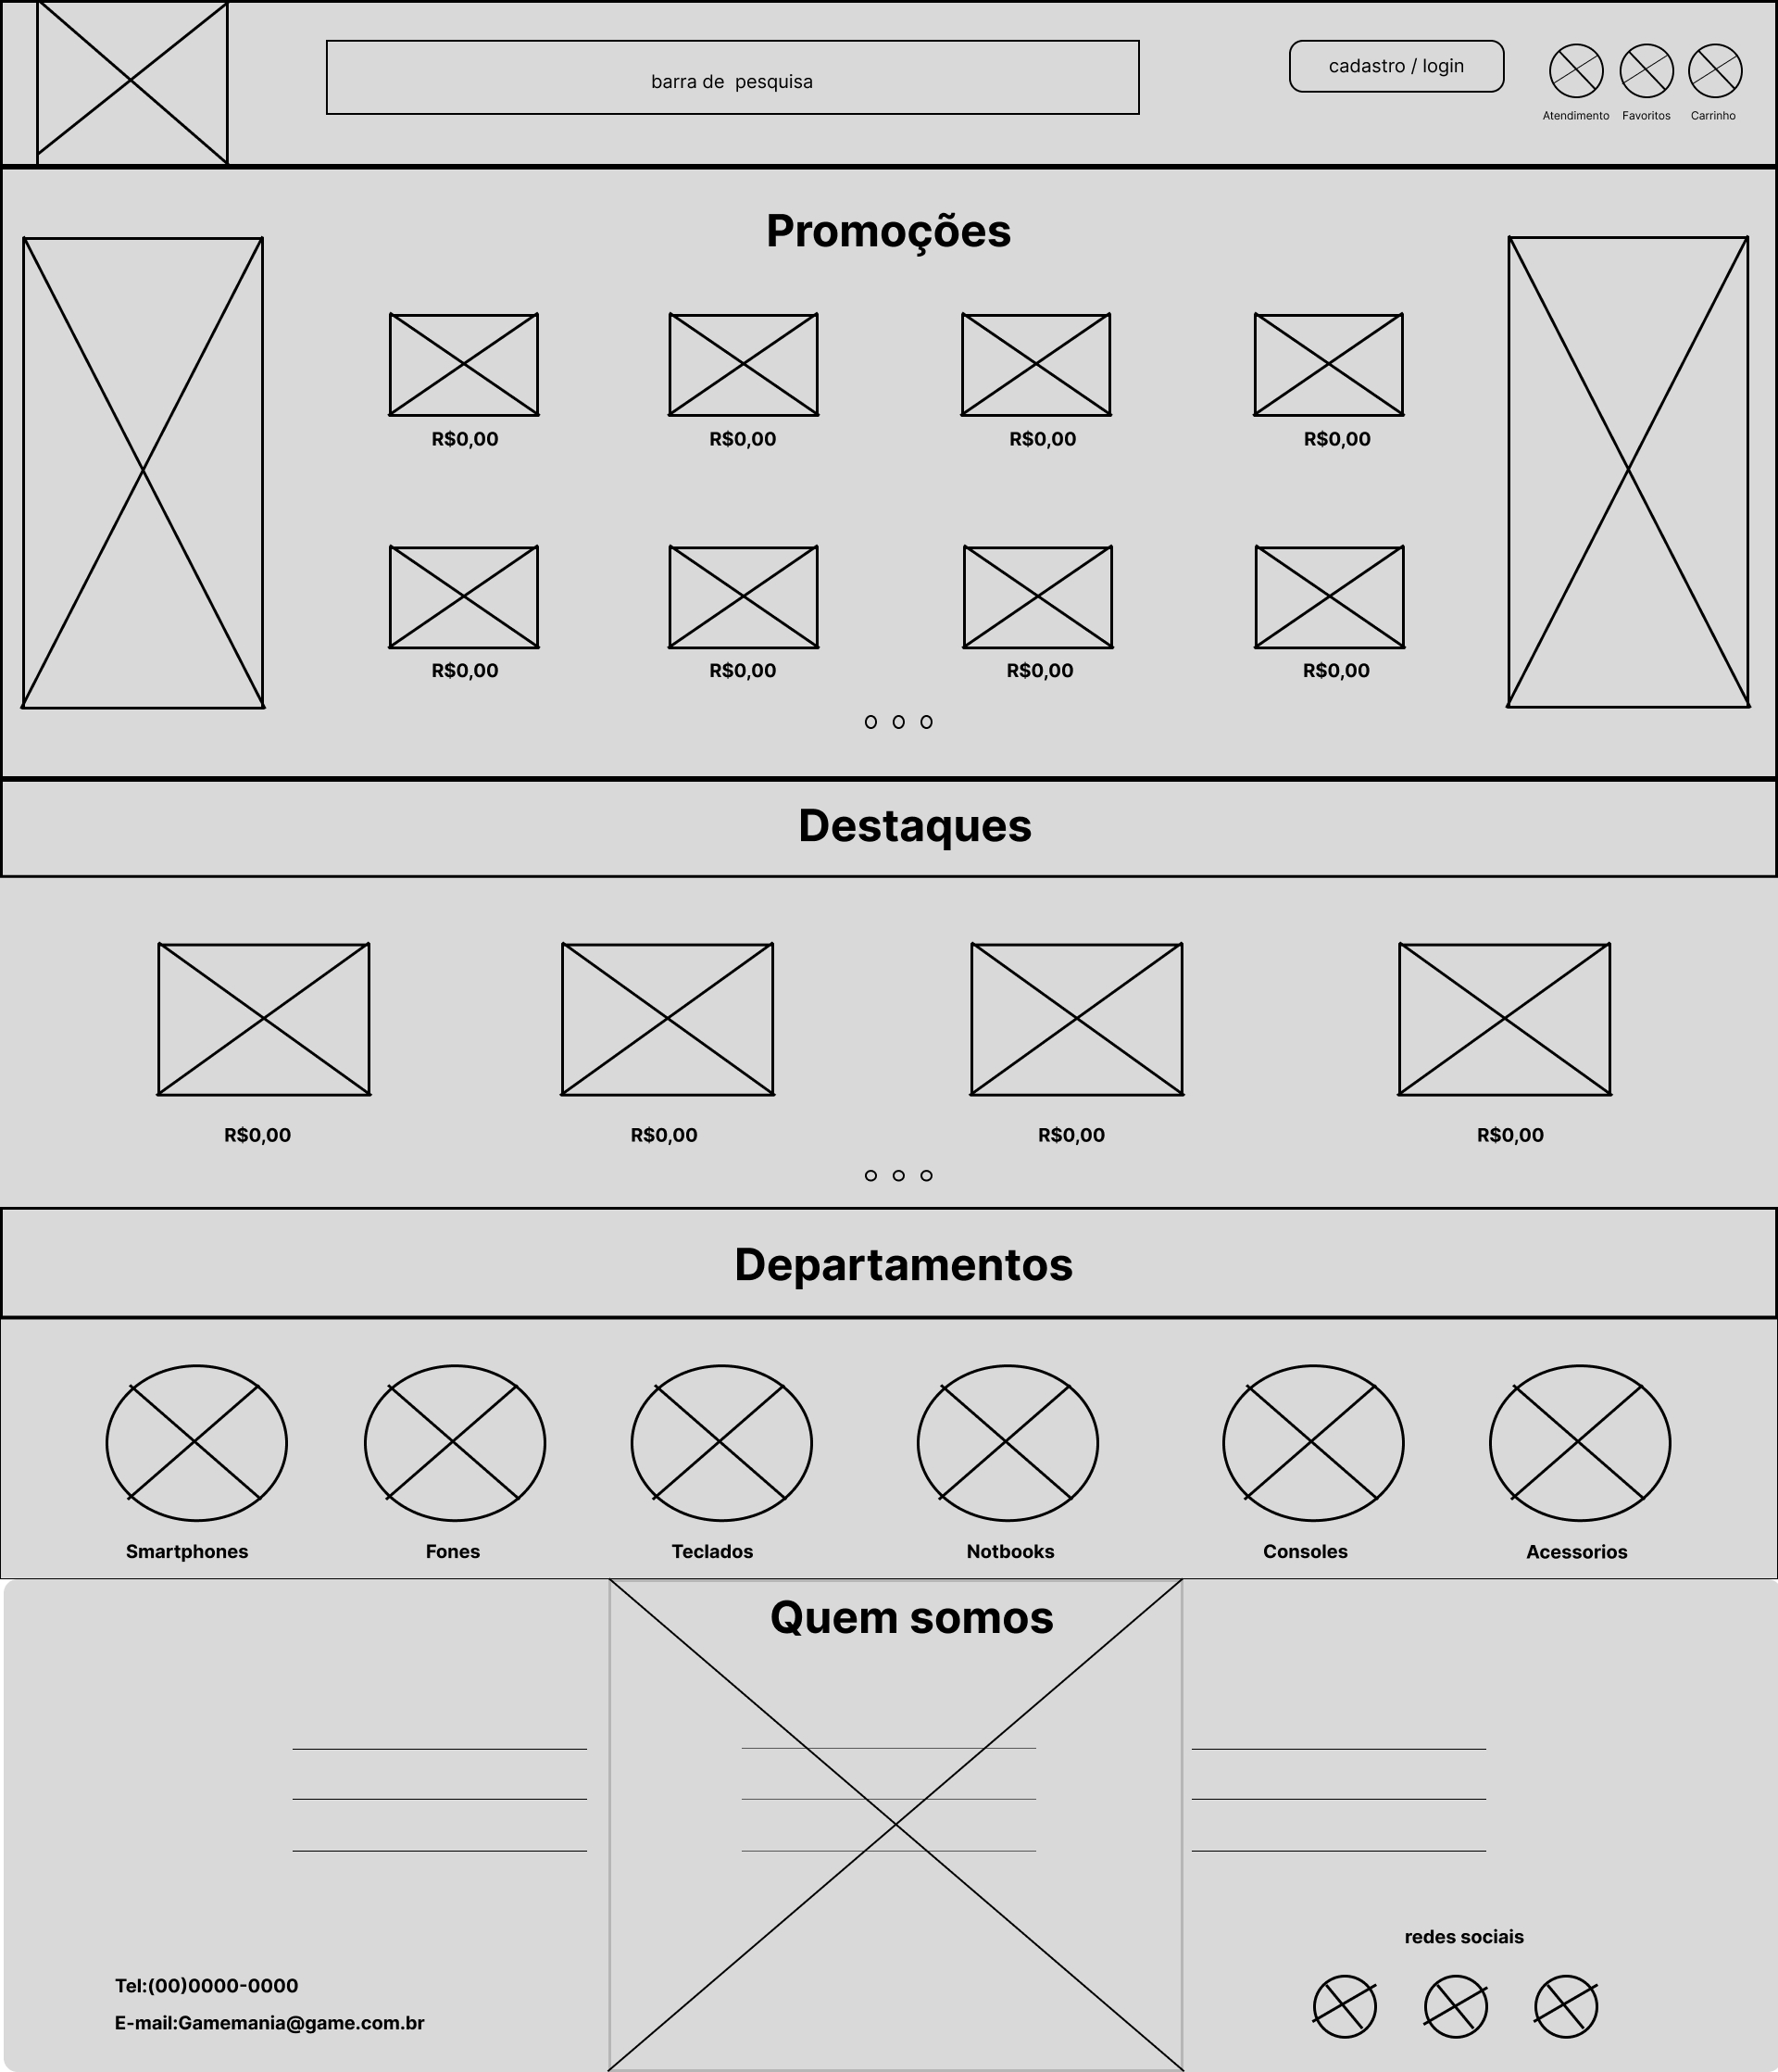 barra de  pesquisa
cadastro / login
Atendimento
Favoritos
Carrinho
Promoções
R$0,00
R$0,00
R$0,00
R$0,00
R$0,00
R$0,00
R$0,00
R$0,00
Destaques
R$0,00
R$0,00
R$0,00
R$0,00
Departamentos
Smartphones
Fones
Teclados
Notbooks
Consoles
Acessorios
Quem somos
redes sociais
Tel:(00)0000-0000
E-mail:Gamemania@game.com.br